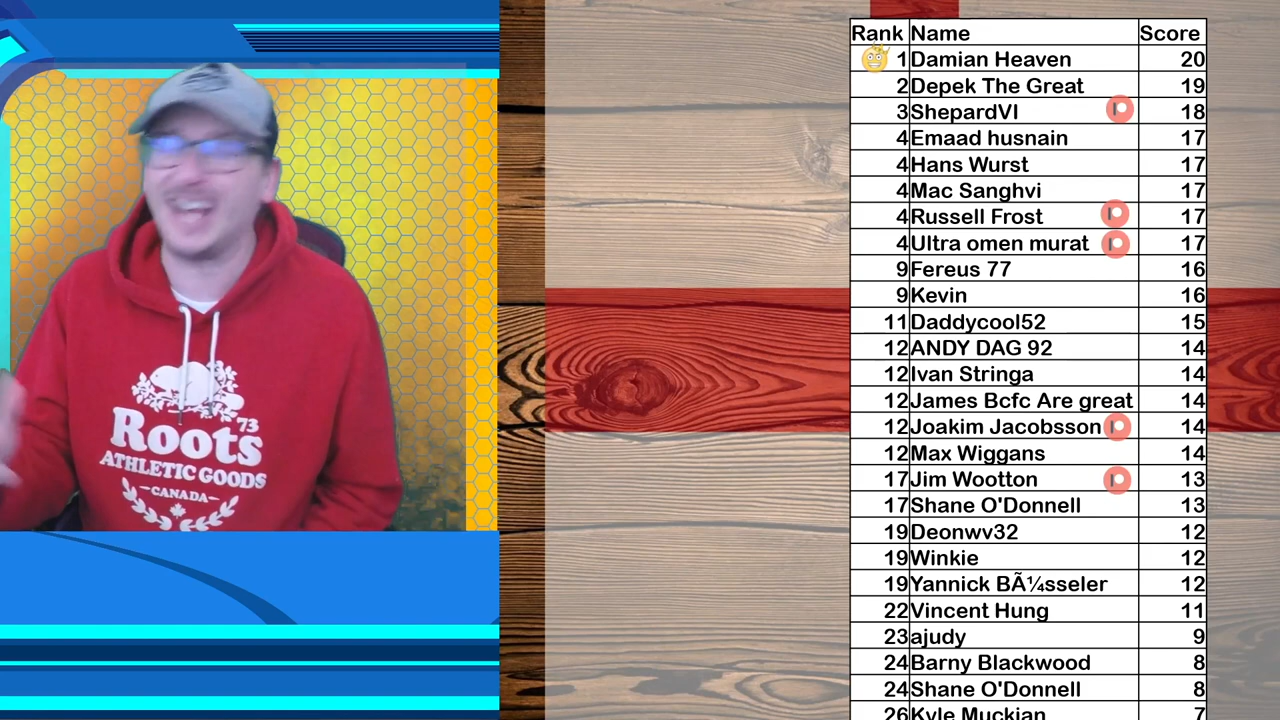 Roots
73
ATHLETIC GOODS
CANADA
Rank Name Score
1 Damian Heaven 20
2 Depek The Great 19
3 ShepardVI 18
4 Emaad husnain 17
4 Hans Wurst 17
4 Mac Sanghvi 17
4 Russell Frost 17
4 Ultra omen murat 17
9 Fereus 77 16
9 Kevin 16
11 Daddycool52 15
12 ANDY DAG 92 14
12 Ivan Stringa 14
12 James Bcfc Are great 14
12 Joakim Jacobsson 14
12 Max Wiggans 14
17 Jim Wootton 13
17 Shane O'Donnell 13
19 Deonwv32 12
19 Winkie 12
19 Yannick BÃ¼sseler 12
22 Vincent Hung 11
23 ajudy 9
24 Barny Blackwood 8
24 Shane O'Donnell 8
26 Kyle Muckian 7